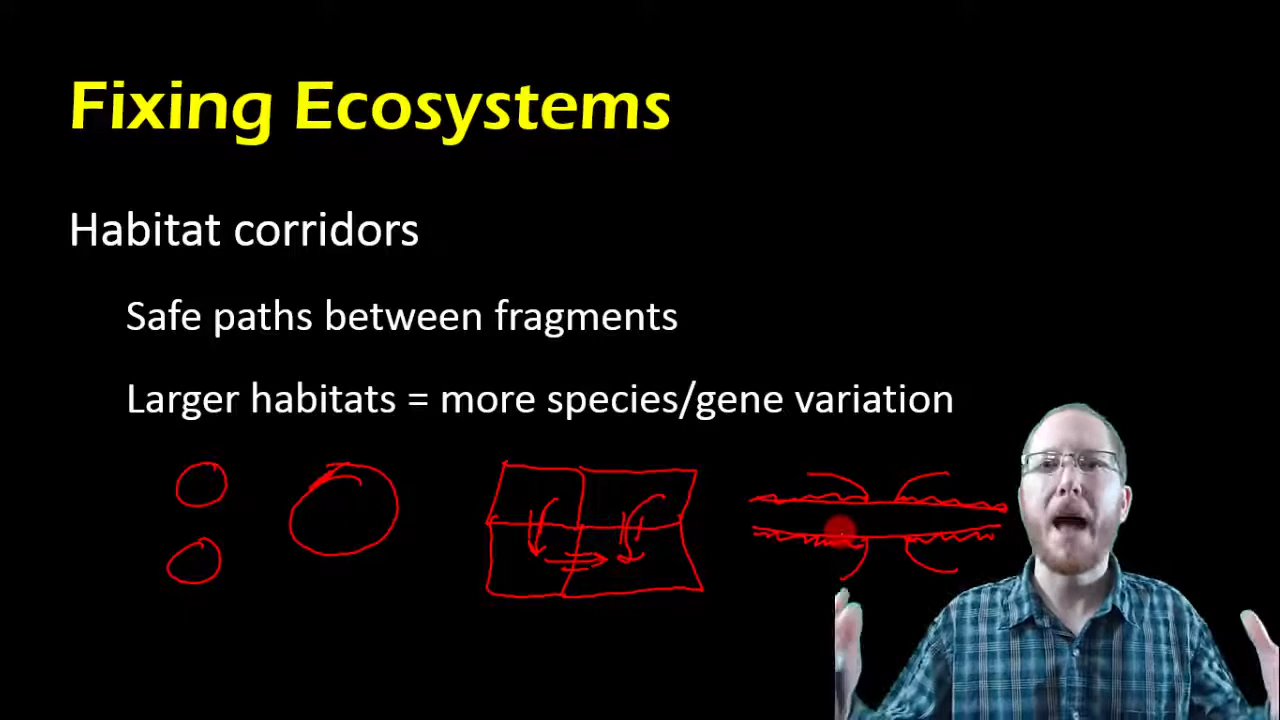 Fixing Ecosystems
Habitat corridors
Safe paths between fragments
Larger habitats = more species/gene variation